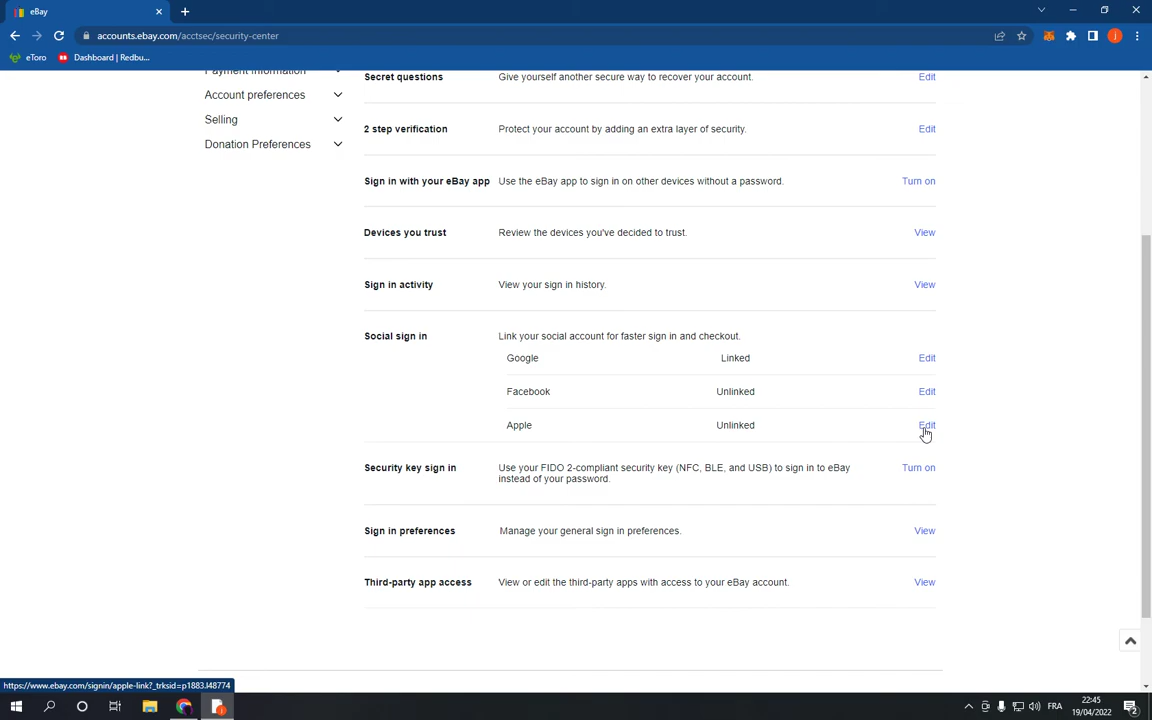 eBay
accounts.ebay.com/acctsec/security-center
eToro
Dashboard | Redbu...
Payment Information
Account preferences
Selling
Donation Preferences
Secret questions Give yourself another secure way to recover your account. Edit
2 step verification Protect your account by adding an extra layer of security. Edit
Sign in with your eBay app Use the eBay app to sign in on other devices without a password. Turn on
Devices you trust Review the devices you've decided to trust. View
Sign in activity View your sign in history. View
Social sign in Link your social account for faster sign in and checkout.
Google Linked Edit
Facebook Unlinked Edit
Apple Unlinked Edit
Security key sign in Use your FIDO 2-compliant security key (NFC, BLE, and USB) to sign in to eBay Turn on
instead of your password.
Sign in preferences Manage your general sign in preferences. View
Third-party app access View or edit the third-party apps with access to your eBay account. View
https://www.ebay.com/signin/apple-link?_trksid=p1883.l48774
FRA
22:45
19/04/2022
2